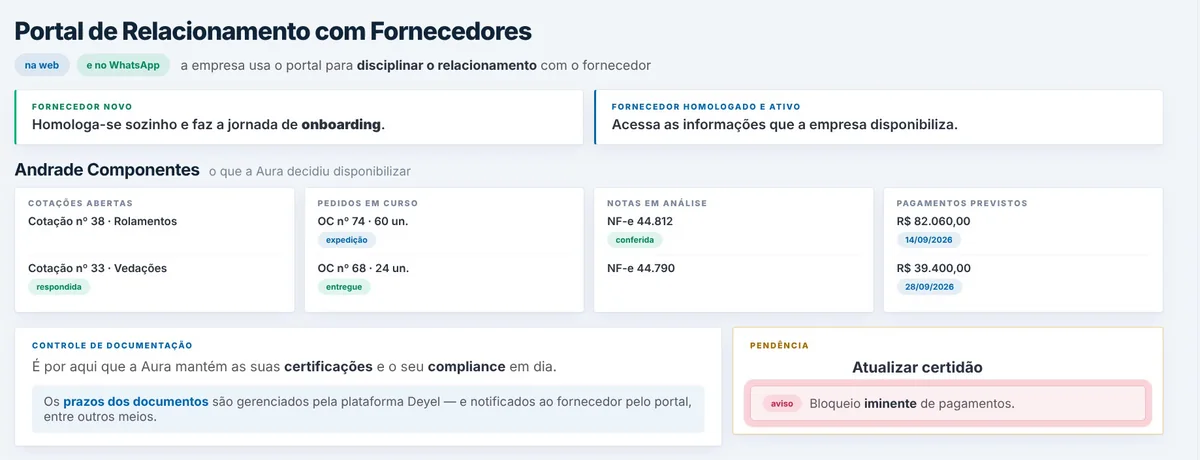 Portal de Relacionamento com Fornecedores
na web e no WhatsApp a empresa usa o portal para disciplinar o relacionamento com o fornecedor
FORNECEDOR NOVO
Homologa-se sozinho e faz a jornada de onboarding.
FORNECEDOR HOMOLOGADO E ATIVO
Acessa as informações que a empresa disponibiliza.
Andrade Componentes o que a Aura decidiu disponibilizar
COTAÇÕES ABERTAS
Cotação nº 38 · Rolamentos
Cotação nº 33 · Vedações
respondida
PEDIDOS EM CURSO
OC nº 74 · 60 un.
expedição
OC nº 68 · 24 un.
entregue
NOTAS EM ANÁLISE
NF-e 44.812
conferida
NF-e 44.790
PAGAMENTOS PREVISTOS
R$ 82.060,00
14/09/2026
R$ 39.400,00
28/09/2026
CONTROLE DE DOCUMENTAÇÃO
É por aqui que a Aura mantém as suas certificações e o seu compliance em dia.
Os prazos dos documentos são gerenciados pela plataforma Deyel — e notificados ao fornecedor pelo portal,
entre outros meios.
PENDÊNCIA
Atualizar certidão
aviso Bloqueio iminente de pagamentos.